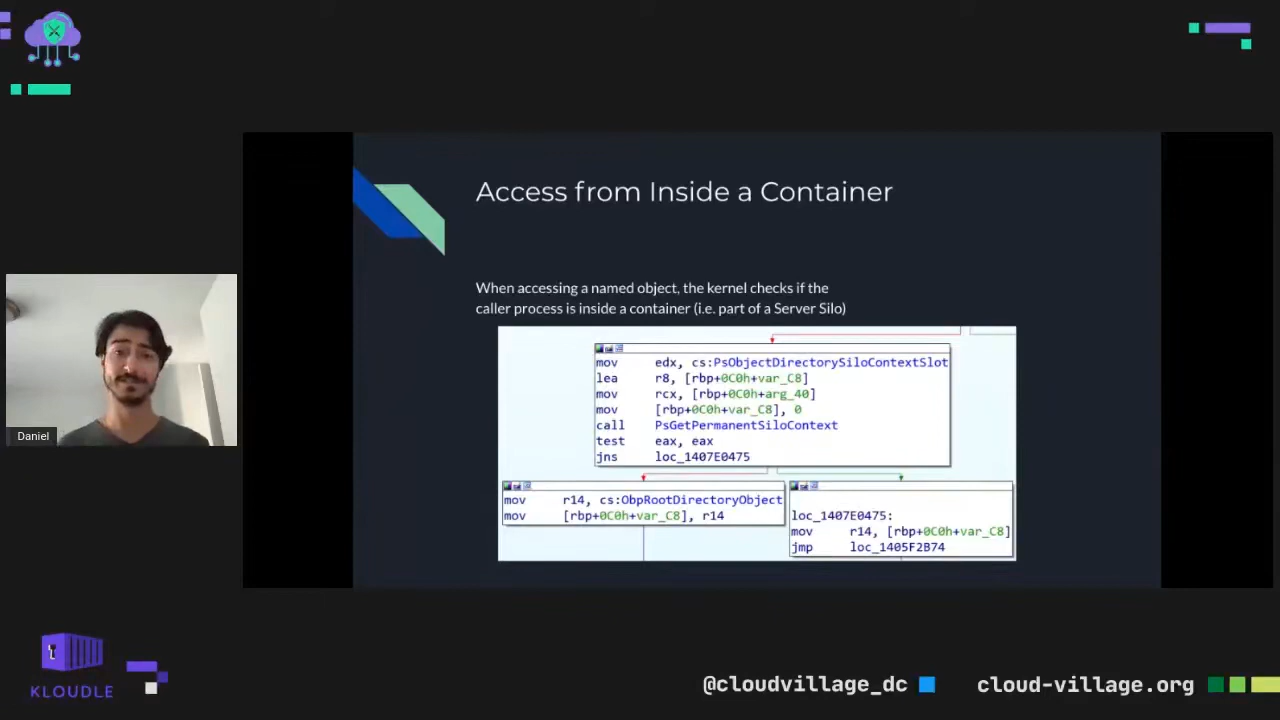 Access from Inside a Container
When accessing a named object, the kernel checks if the
caller process is inside a container (i.e. part of a Server Silo)
mov edx, cs:PsObjectDirectorySiloContextSlot
lea r8, [rbp+0C0h+var_C8]
mov rcx, [rbp+0C0h+arg_40]
mov [rbp+0C0h+var_C8], 0
call PsGetPermanentSiloContext
test eax, eax
jns loc_1407E0475
mov r14, cs:ObpRootDirectoryObject
mov [rbp+0C0h+var_C8], r14
loc_1407E0475:
mov r14, [rbp+0C0h+var_C8]
jmp loc_1405F2B74
Daniel
KLOUDLE
@cloudvillage_dc
cloud-village.org